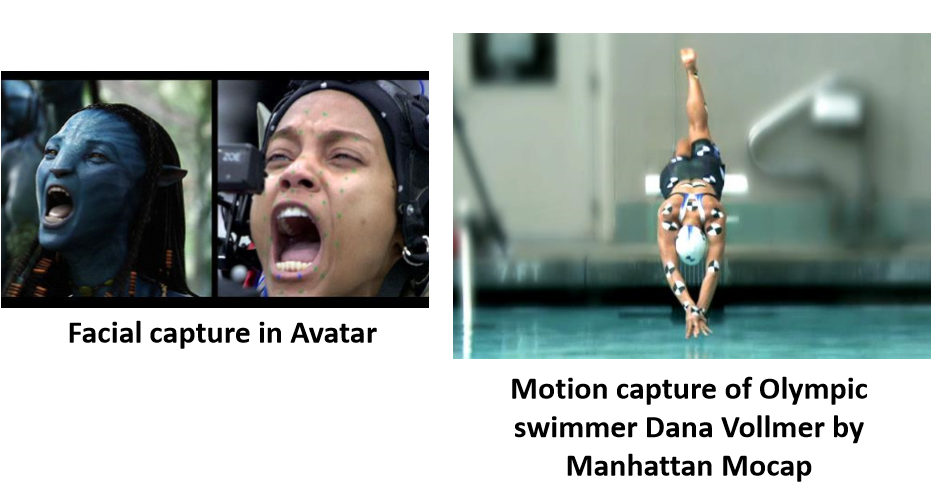 ZOE
Facial capture in Avatar
Motion capture of Olympic
swimmer Dana Vollmer by
Manhattan Mocap